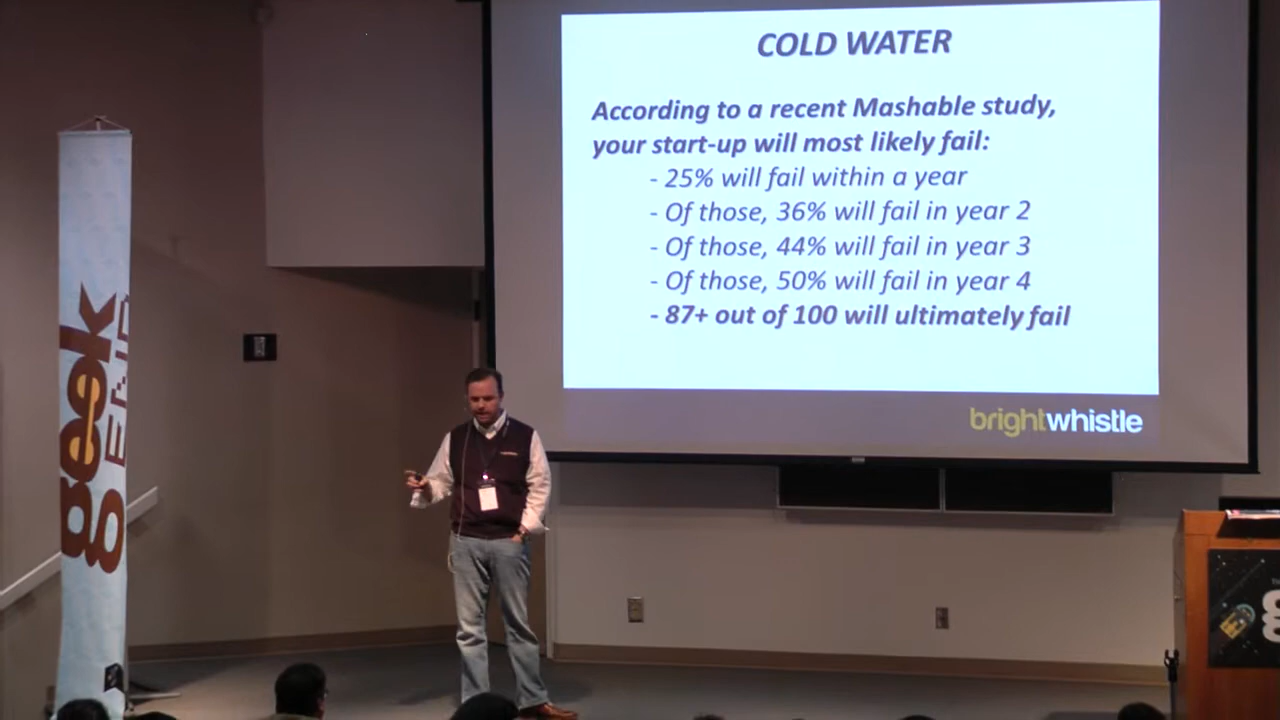 COLD WATER
According to a recent Mashable study,
your start-up will most likely fail:
- 25% will fail within a year
- Of those, 36% will fail in year 2
- Of those, 44% will fail in year 3
- Of those, 50% will fail in year 4
- 87+ out of 100 will ultimately fail
brightwhistle
geek